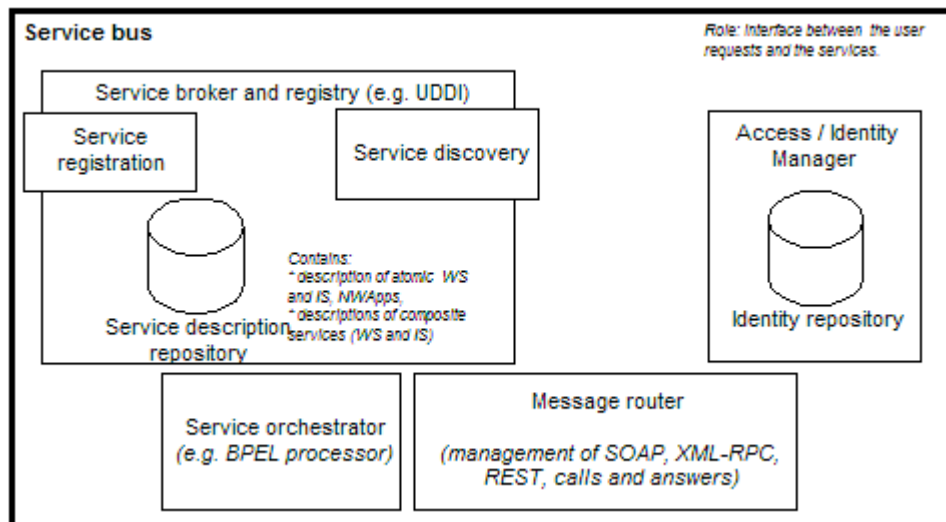 Service bus
Role: Interface between the user
requests and the services.
Service broker and registry (e.g. UDDI)
Service
registration
Service discovery
Access / Identity
Manager
Contains:
* description of atomic WS
and IS, NWApps,
* descriptions of composite
services (WS and IS)
Service description
repository
Identity repository
Service orchestrator
(e.g. BPEL processor)
Message router
(management of SOAP, XML-RPC,
REST, calls and answers)